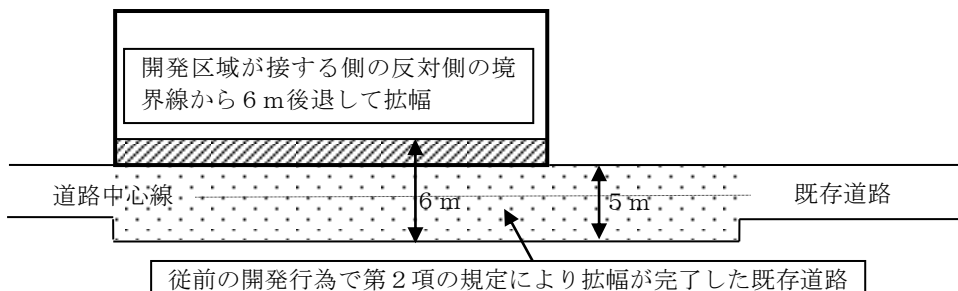 開発区域が接する側の反対側の境
界線から６ｍ後退して拡幅
道路中心線
６ｍ
５ｍ
既存道路
従前の開発行為で第２項の規定により拡幅が完了した既存道路